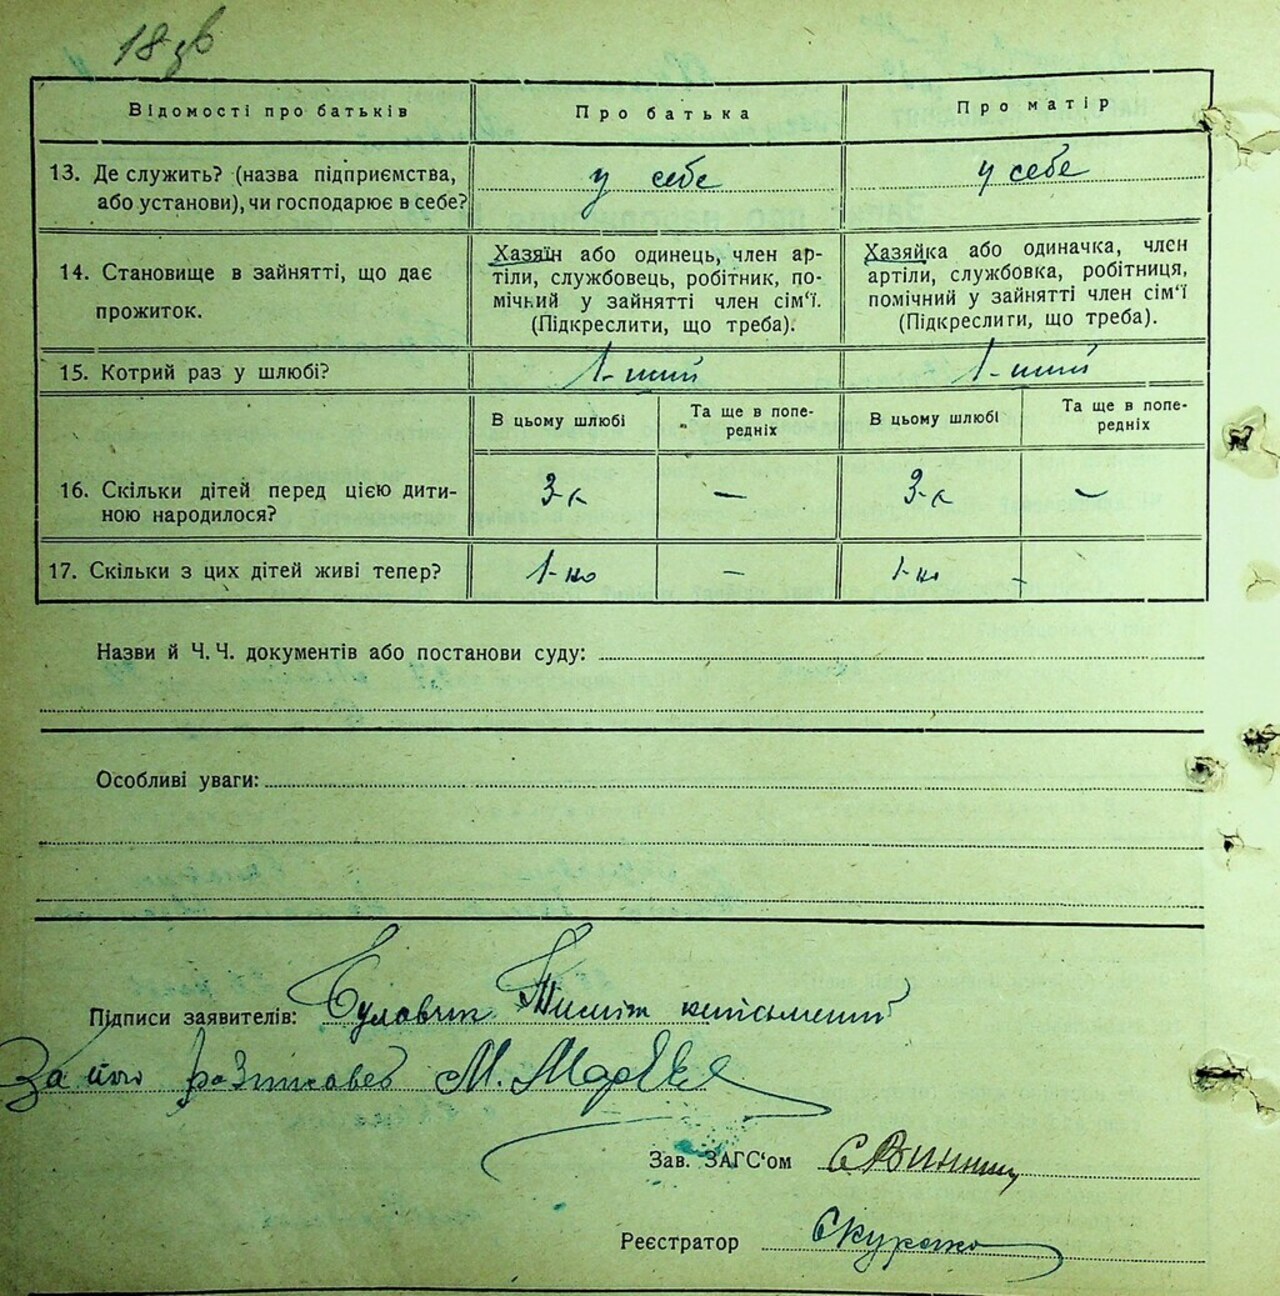 18 зв
Відомості про батьків
Про батька
Про матір
13. Де служить? (назва підприємства,
або установи), чи господарює в себе?
у себе
у себе
14. Становище в зайнятті, що дає
прожиток.
Хазяїн або одинець, член ар-
тіли, службовець, робітник, по-
мічний у зайнятті член сім'ї.
(Підкреслити, що треба).
Хазяйка або одиначка, член
артіли, службовка, робітниця,
помічний у зайнятті член сім'ї
(Підкреслити, що треба).
15. Котрий раз у шлюбі?
1-ший
1-ший
В цьому шлюбі
Та ще в попе-
редніх
В цьому шлюбі
Та ще в попе-
редніх
16. Скільки дітей перед цією дити-
ною народилося?
3-є
—
3-є
—
17. Скільки з цих дітей живі тепер?
1-но
—
1-но
Назви й Ч. Ч. документів або постанови суду:
Особливі уваги:
Підписи заявителів:
За його розписавсь М.
Зав. ЗАГС'ом
Реєстратор